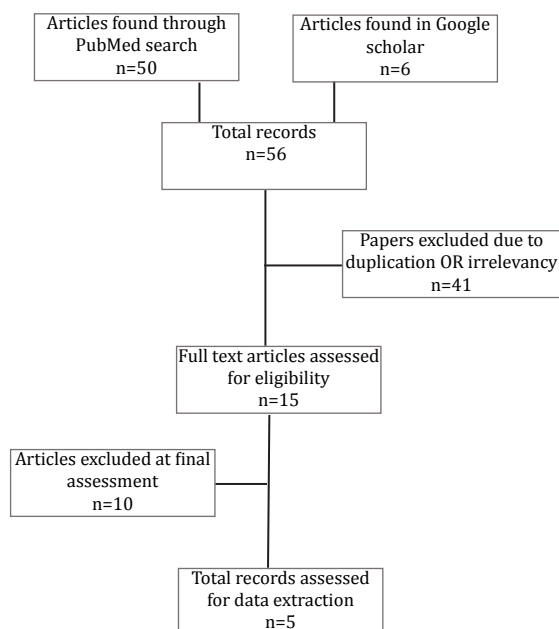 Articles found through
PubMed search
n=50
Articles found in Google
scholar
n=6
Total records
n=56
Papers excluded due to
duplication OR irrelevancy
n=41
Full text articles assessed
for eligibility
n=15
Articles excluded at final
assessment
n=10
Total records assessed
for data extraction
n=5